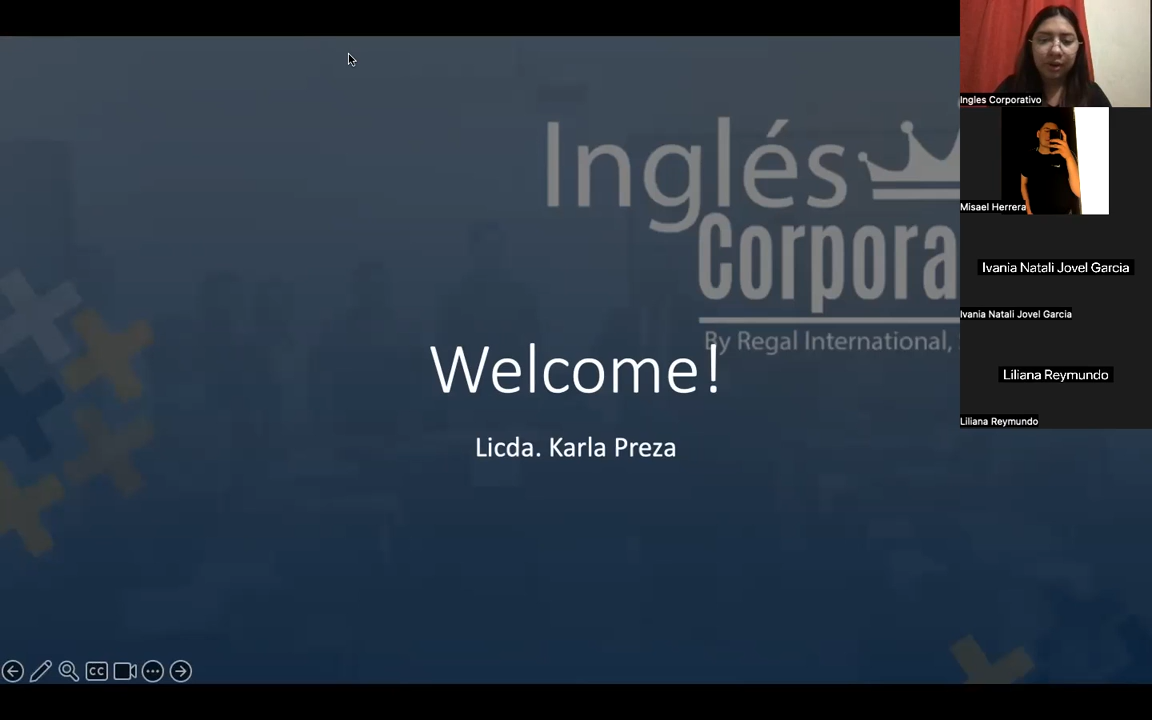 Inglés
Corpora
By Regal International, S
Welcome!
Licda. Karla Preza
Ingles Corporativo
Misael Herrera
Ivania Natali Jovel Garcia
Ivania Natali Jovel Garcia
Liliana Reymundo
Liliana Reymundo
CC